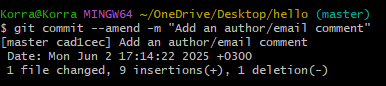 Korra@Korra MINGW64 ~/OneDrive/Desktop/hello (master)
$ git commit --amend -m "Add an author/email comment"
[master cad1cec] Add an author/email comment
 Date: Mon Jun 2 17:14:22 2025 +0300
 1 file changed, 9 insertions(+), 1 deletion(-)